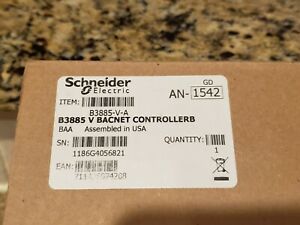 Schneider
Electric
GD
AN- 1542
ITEM:
B3885-V-A
B3885 V BACNET CONTROLLERB
BAA Assembled in USA
SN:
QUANTITY:
1186G4056821
1
EAN: